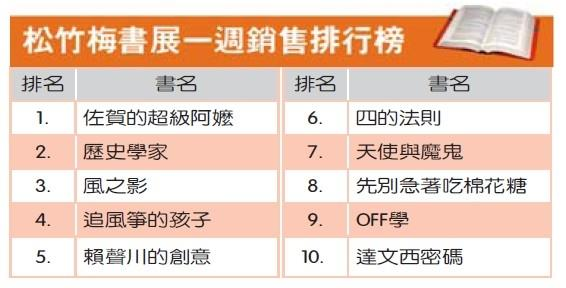 松竹梅書展一週銷售排行榜
排名 書名 排名 書名
1. 佐賀的超級阿嬤 6. 四的法則
2. 歷史學家 7. 天使與魔鬼
3. 風之影 8. 先別急著吃棉花糖
4. 追風箏的孩子 9. OFF學
5. 賴聲川的創意 10. 達文西密碼